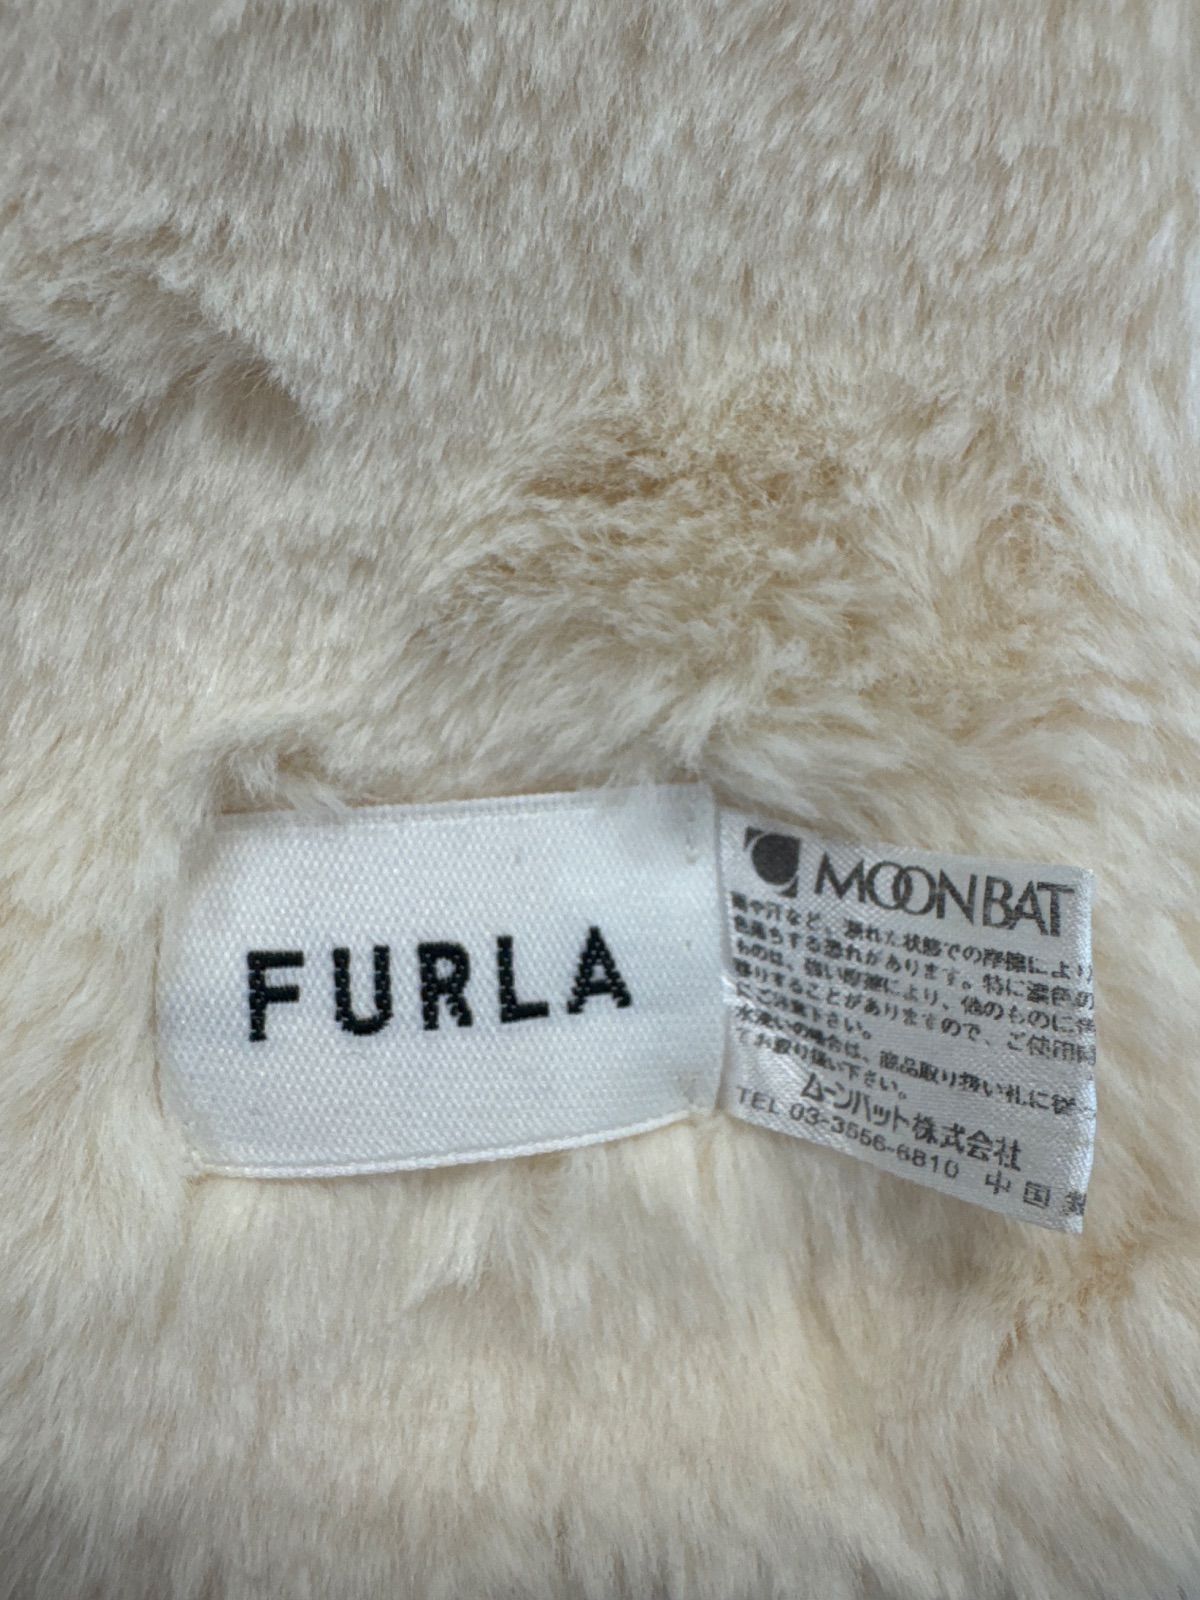 FURLA
MOONBAT
雨や汗など、濡れた状態での摩擦により
色落ちする恐れがあります。特に濃色の
ものは、強い摩擦により、他のものに
移りすることがありますので、ご使用
にご注意下さい。
水洗いの場合は、商品取り扱い札に従っ
てお取り扱い下さい。
ムーンバット株式会社
TEL 03-3556-6810 中国製